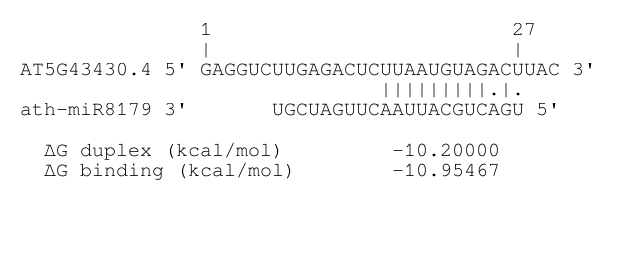 1 27
| |
AT5G43430.4 5' GAGGUCUUGAGACUCUUAAUGUAGACUUAC 3'
|||||||||.|.
ath-miR8179 3' UGCUAGUUCAAUUACGUCAGU 5'
ΔG duplex (kcal/mol) -10.20000
ΔG binding (kcal/mol) -10.95467